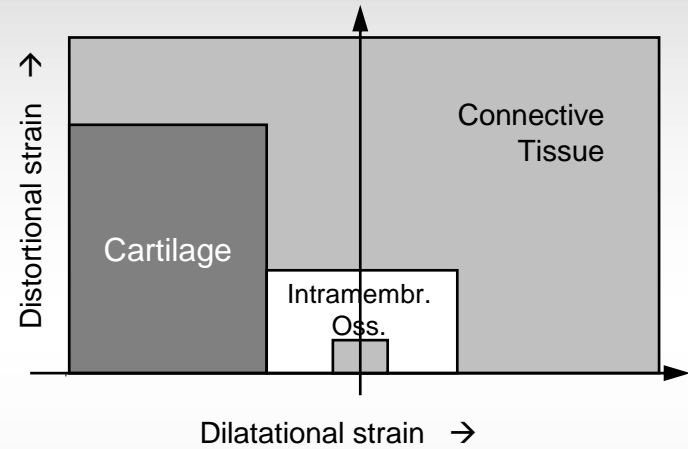 Distortional strain →
Connective
Tissue
Cartilage
Intramembr.
Oss.
Dilatational strain →